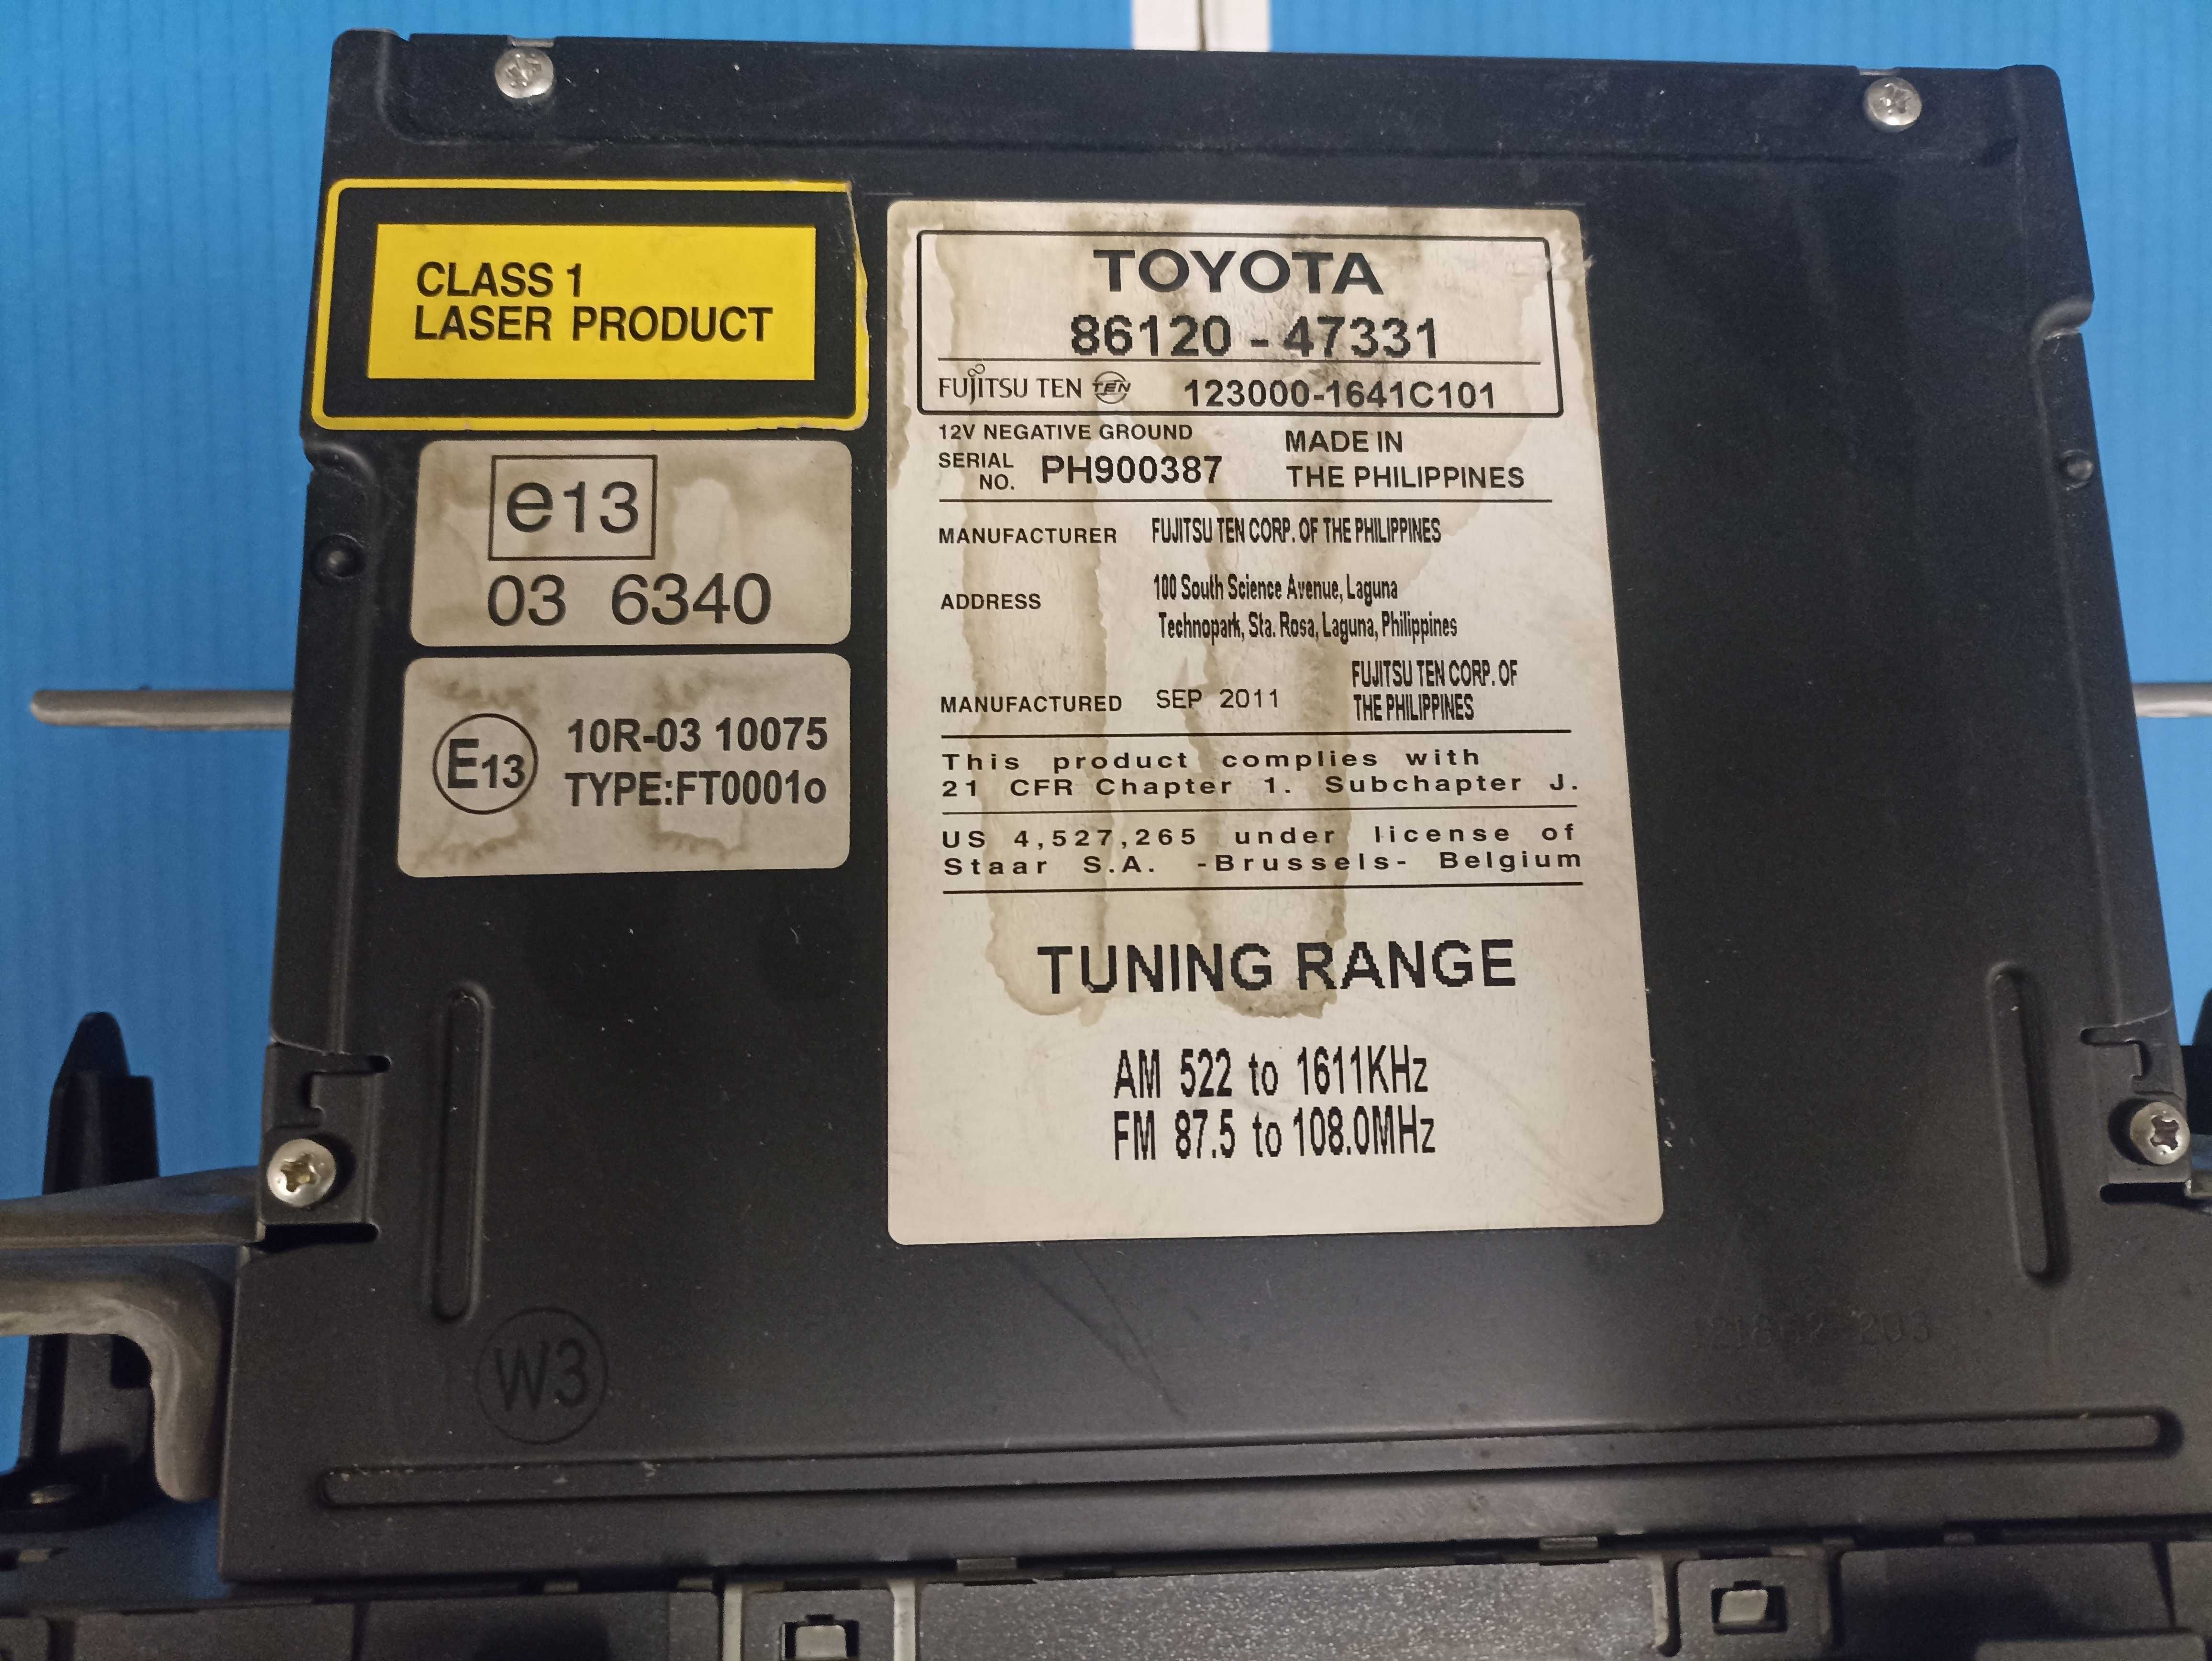 CLASS 1
LASER PRODUCT
e13
03 6340
E13
10R-03 10075
TYPE:FT0001o
TOYOTA
86120 - 47331
FUJITSU TEN TEN 123000-1641C101
12V NEGATIVE GROUND
SERIAL NO. PH900387
MADE IN
THE PHILIPPINES
MANUFACTURER FUJITSU TEN CORP. OF THE PHILIPPINES
ADDRESS 100 South Science Avenue, Laguna
Technopark, Sta. Rosa, Laguna, Philippines
MANUFACTURED SEP 2011 FUJITSU TEN CORP. OF
THE PHILIPPINES
This product complies with
21 CFR Chapter 1. Subchapter J.
US 4,527,265 under license of
Staar S.A. -Brussels- Belgium
TUNING RANGE
AM 522 to 1611KHz
FM 87.5 to 108.0MHz
W3
203